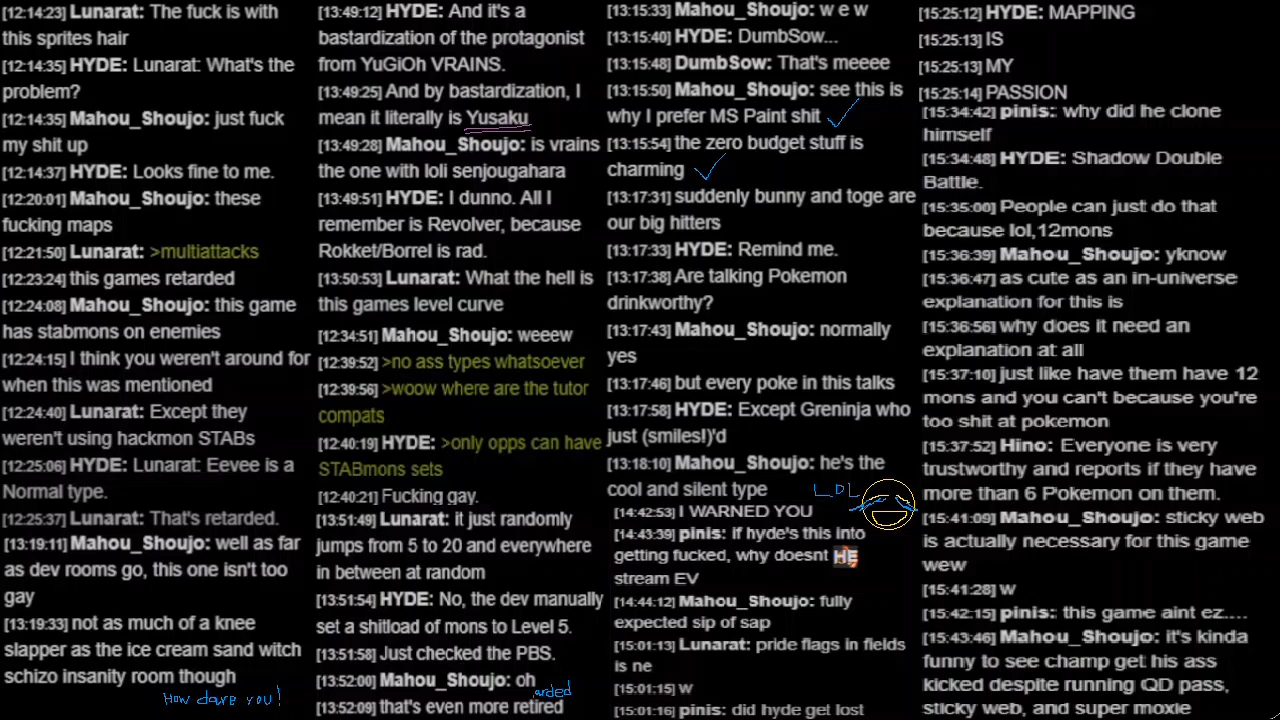 [12:14:23] Lunarat: The fuck is with
this sprites hair
[12:14:35] HYDE: Lunarat: What's the
problem?
[12:14:35] Mahou_Shoujo: just fuck
my shit up
[12:14:37] HYDE: Looks fine to me.
[12:20:01] Mahou_Shoujo: these
fucking maps
[12:21:50] Lunarat: >multiattacks
[12:23:24] this games retarded
[12:24:08] Mahou_Shoujo: this game
has stabmons on enemies
[12:24:15] I think you weren't around for
when this was mentioned
[12:24:40] Lunarat: Except they
weren't using hackmon STABs
[12:25:06] HYDE: Lunarat: Eevee is a
Normal type.
[12:25:37] Lunarat: That's retarded.
[13:19:11] Mahou_Shoujo: well as far
as dev rooms go, this one isn't too
gay
[13:19:33] not as much of a knee
slapper as the ice cream sand witch
schizo insanity room though
How dare you!
[13:49:12] HYDE: And it's a
bastardization of the protagonist
from YuGiOh VRAINS.
[13:49:25] And by bastardization, I
mean it literally is Yusaku
[13:49:28] Mahou_Shoujo: is vrains
the one with loli senjougahara
[13:49:51] HYDE: I dunno. All I
remember is Revolver, because
Rokket/Borrel is rad.
[13:50:53] Lunarat: What the hell is
this games level curve
[12:34:51] Mahou_Shoujo: weeew
[12:39:52] >no ass types whatsoever
[12:39:56] >woow where are the tutor
compats
[12:40:19] HYDE: >only opps can have
STABmons sets
[12:40:21] Fucking gay.
[13:51:49] Lunarat: it just randomly
jumps from 5 to 20 and everywhere
in between at random
[13:51:54] HYDE: No, the dev manually
set a shitload of mons to Level 5.
[13:51:58] Just checked the PBS.
[13:52:00] Mahou_Shoujo: oh
arded
[13:52:09] that's even more retired
[13:15:33] Mahou_Shoujo: w e w
[13:15:40] HYDE: DumbSow...
[13:15:48] DumbSow: That's meeee
[13:15:50] Mahou_Shoujo: see this is
why I prefer MS Paint shit
[13:15:54] the zero budget stuff is
charming
[13:17:31] suddenly bunny and toge are
our big hitters
[13:17:33] HYDE: Remind me.
[13:17:38] Are talking Pokemon
drinkworthy?
[13:17:43] Mahou_Shoujo: normally
yes
[13:17:46] but every poke in this talks
[13:17:58] HYDE: Except Greninja who
just (smiles!)'d
[13:18:10] Mahou_Shoujo: he's the
cool and silent type
LOL
[14:42:53] I WARNED YOU
[14:43:39] pinis: if hyde's this into
getting fucked, why doesnt HE
stream EV
[14:44:12] Mahou_Shoujo: fully
expected sip of sap
[15:01:13] Lunarat: pride flags in fields
is ne
[15:01:15] w
[15:01:16] pinis: did hyde get lost
[15:25:12] HYDE: MAPPING
[15:25:13] IS
[15:25:13] MY
[15:25:14] PASSION
[15:34:42] pinis: why did he clone
himself
[15:34:48] HYDE: Shadow Double
Battle.
[15:35:00] People can just do that
because lol,12mons
[15:36:39] Mahou_Shoujo: yknow
[15:36:47] as cute as an in-universe
explanation for this is
[15:36:56] why does it need an
explanation at all
[15:37:10] just like have them have 12
mons and you can't because you're
too shit at pokemon
[15:37:52] Hino: Everyone is very
trustworthy and reports if they have
more than 6 Pokemon on them.
[15:41:09] Mahou_Shoujo: sticky web
is actually necessary for this game
wew
[15:41:28] w
[15:42:15] pinis: this game aint ez....
[15:43:46] Mahou_Shoujo: it's kinda
funny to see champ get his ass
kicked despite running QD pass,
sticky web, and super moxie